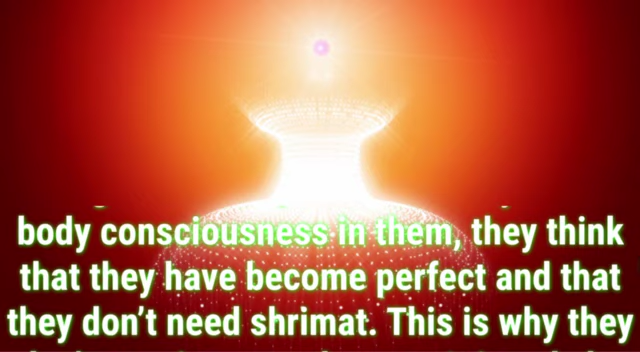 body consciousness in them, they think
that they have become perfect and that
they don't need shrimat. This is why they